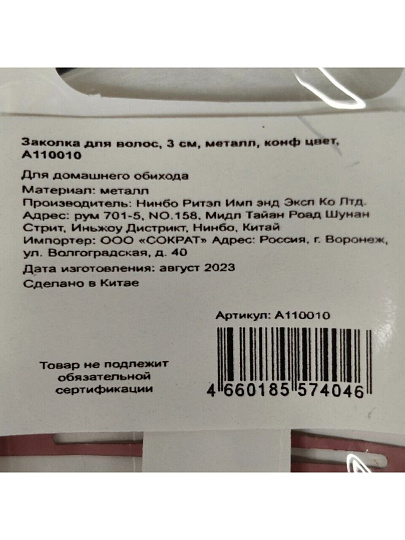 Заколка для волос, 3 см, металл, конф цвет,
A110010
Для домашнего обихода
Материал: металл
Производитель: Нинбо Ритэл Имп энд Эксп Ко Лтд.
Адрес: рум 701-5, NO.158, Мидл Тайан Роад Шунан
Стрит, Иньжоу Дистрикт, Нинбо, Китай
Импортер: ООО «СОКРАТ» Адрес: Россия, г. Воронеж,
ул. Волгоградская, д. 40
Дата изготовления: август 2023
Сделано в Китае
Артикул: A110010
Товар не подлежит
обязательной
сертификации
4 660185 574046